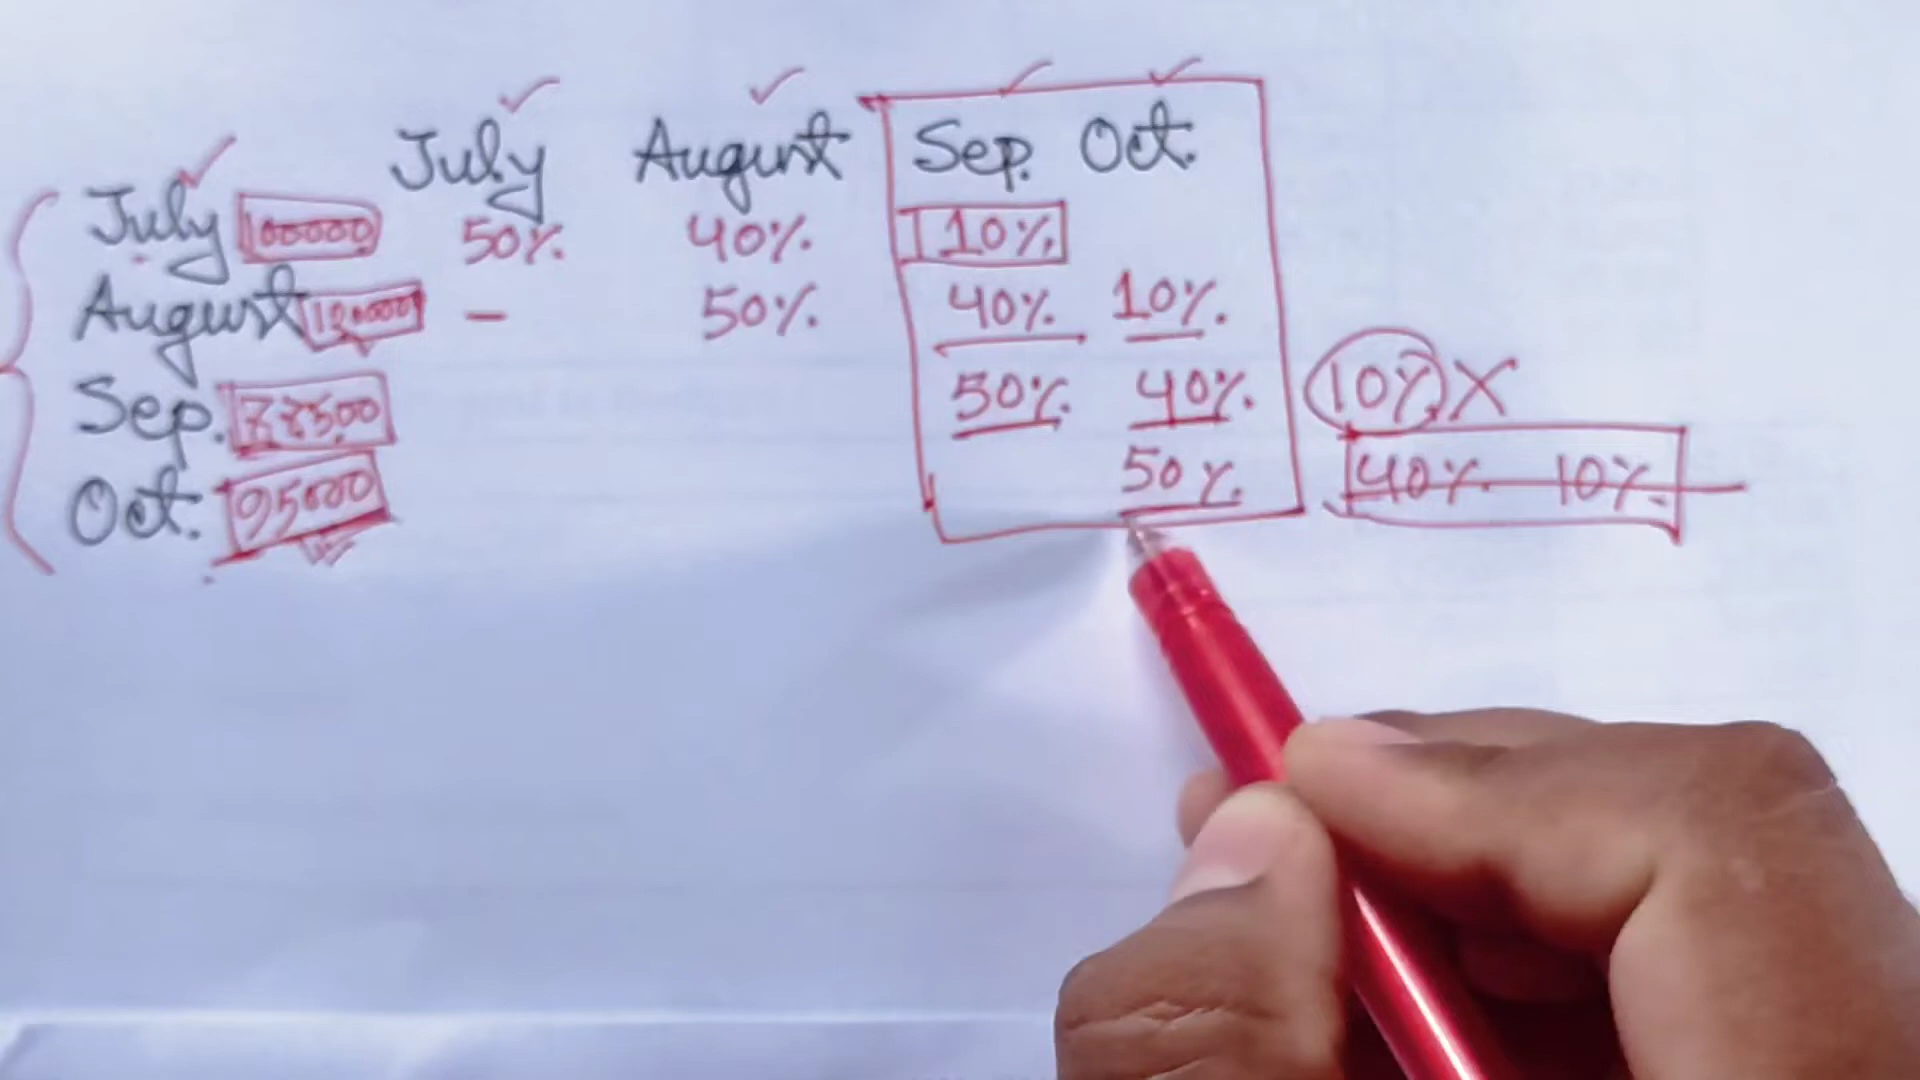 July August Sep. Oct.
July 100000 50% 40% 10%
August 120000 - 50% 40% 10%
Sep. 50% 40% 10% X
Oct. 95000 50% 40% 10%